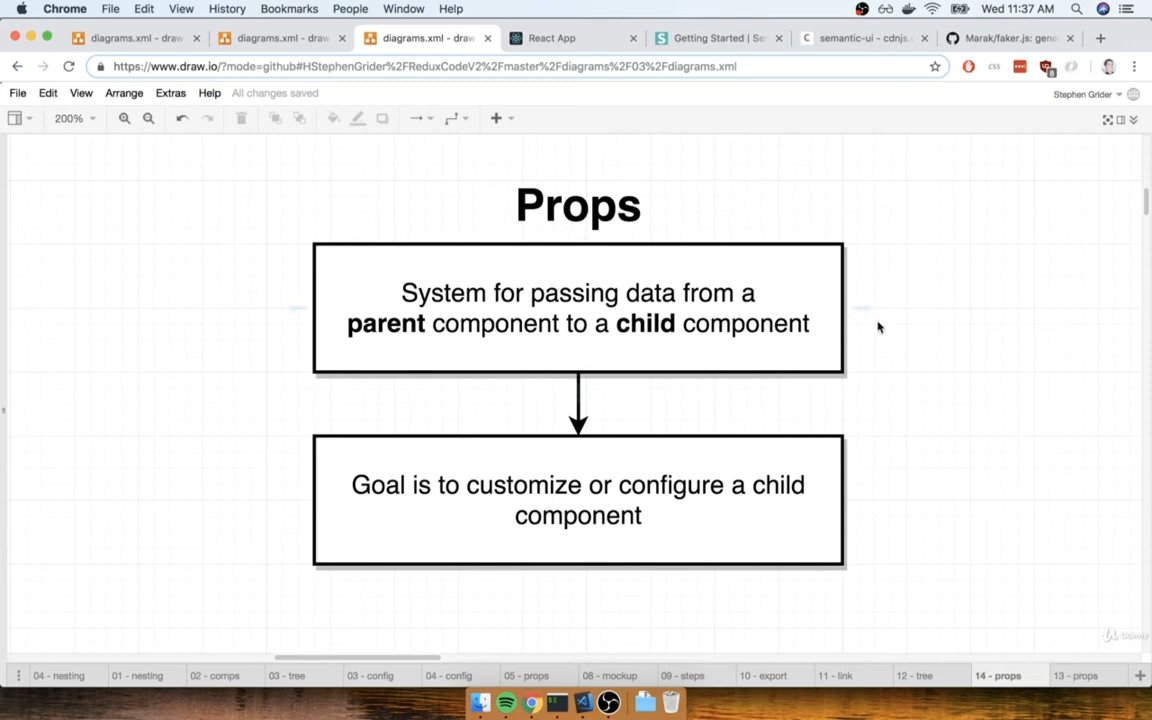 Chrome File Edit View History Bookmarks People Window Help Wed 11:37 AM
diagrams.xml - draw. diagrams.xml - draw. diagrams.xml - draw. React App Getting Started | Se semantic-ui - cdnjs. Marak/faker.js: gene
https://www.draw.io/?mode=github#HStephenGrider%2FReduxCodeV2%2Fmaster%2Fdiagrams%2F03%2Fdiagrams.xml
File Edit View Arrange Extras Help All changes saved Stephen Grider
200%
Props
System for passing data from a
parent component to a child component
Goal is to customize or configure a child
component
Udemy
04 - nesting 01 - nesting 02 - comps 03 - tree 03 - config 04 - config 05 - props 08 - mockup 09 - steps 10 - export 11 - link 12 - tree 14 - props 13 - props